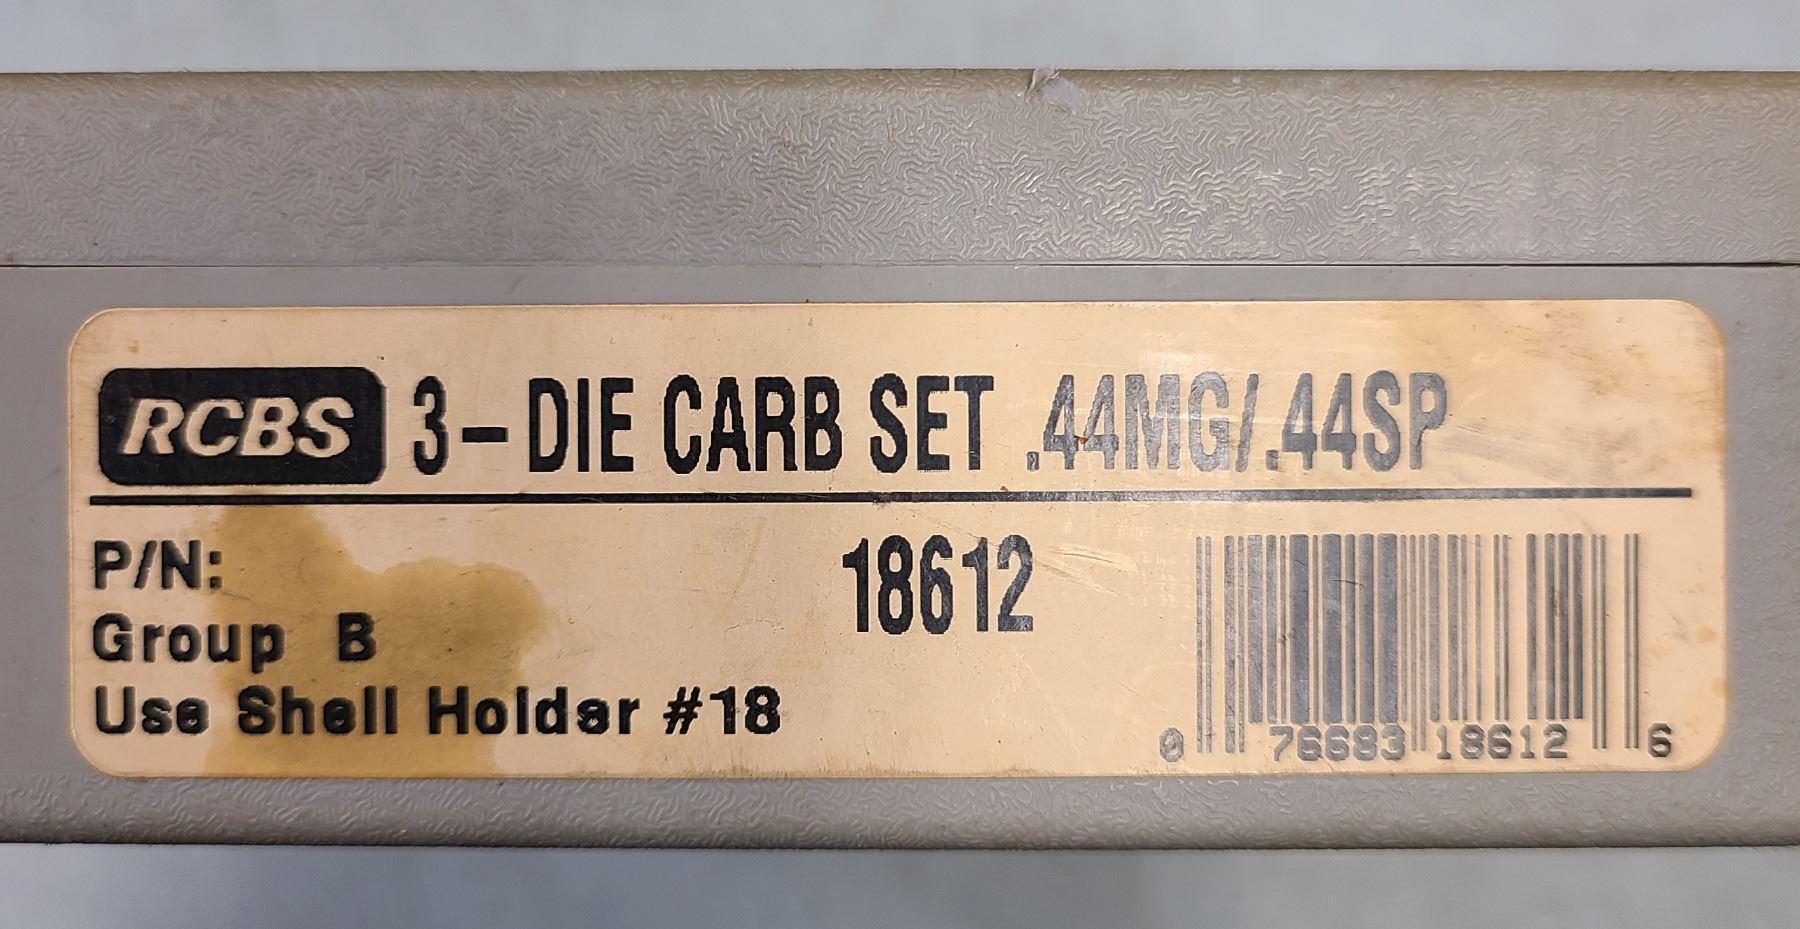 RCBS 3-DIE CARB SET .44MG/.44SP
P/N: 18612
Group B
Use Shell Holder #18
0 76683 18612 6